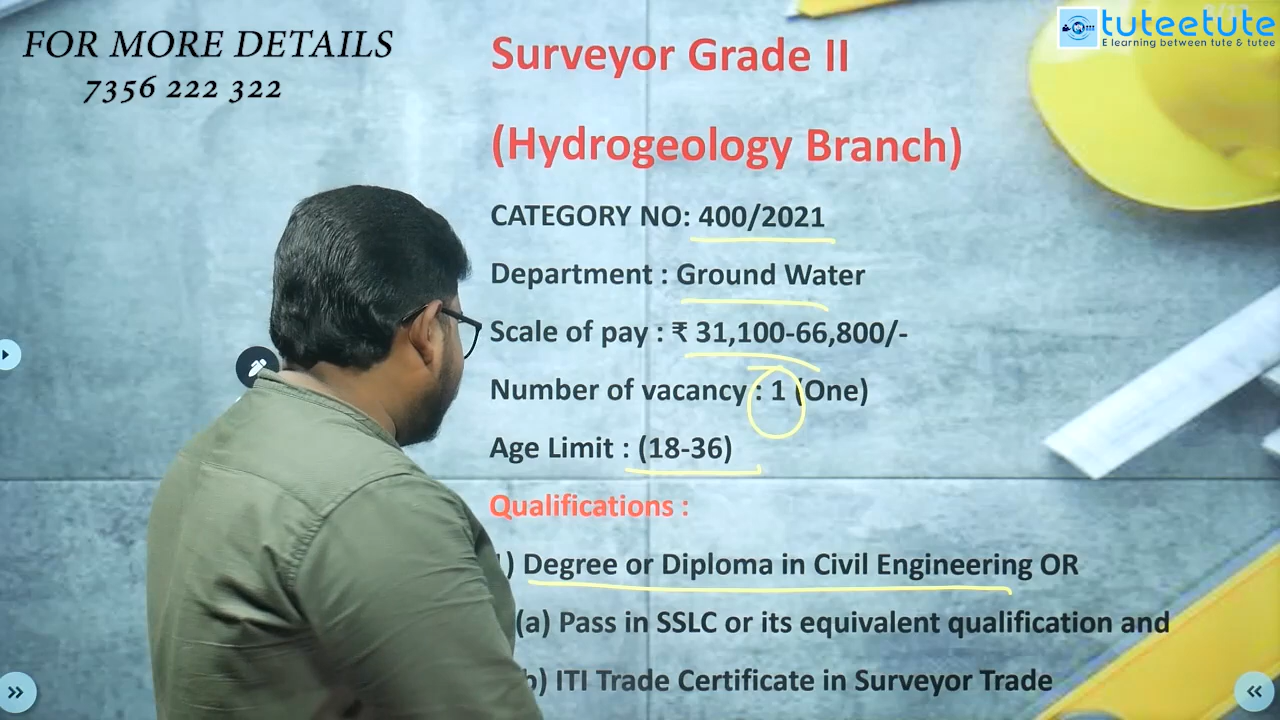 FOR MORE DETAILS
7356 222 322
tuteetute
E learning between tute & tutee
Surveyor Grade II
(Hydrogeology Branch)
CATEGORY NO: 400/2021
Department : Ground Water
Scale of pay : ₹ 31,100-66,800/-
Number of vacancy : 1 (One)
Age Limit : (18-36)
Qualifications :
) Degree or Diploma in Civil Engineering OR
(a) Pass in SSLC or its equivalent qualification and
b) ITI Trade Certificate in Surveyor Trade